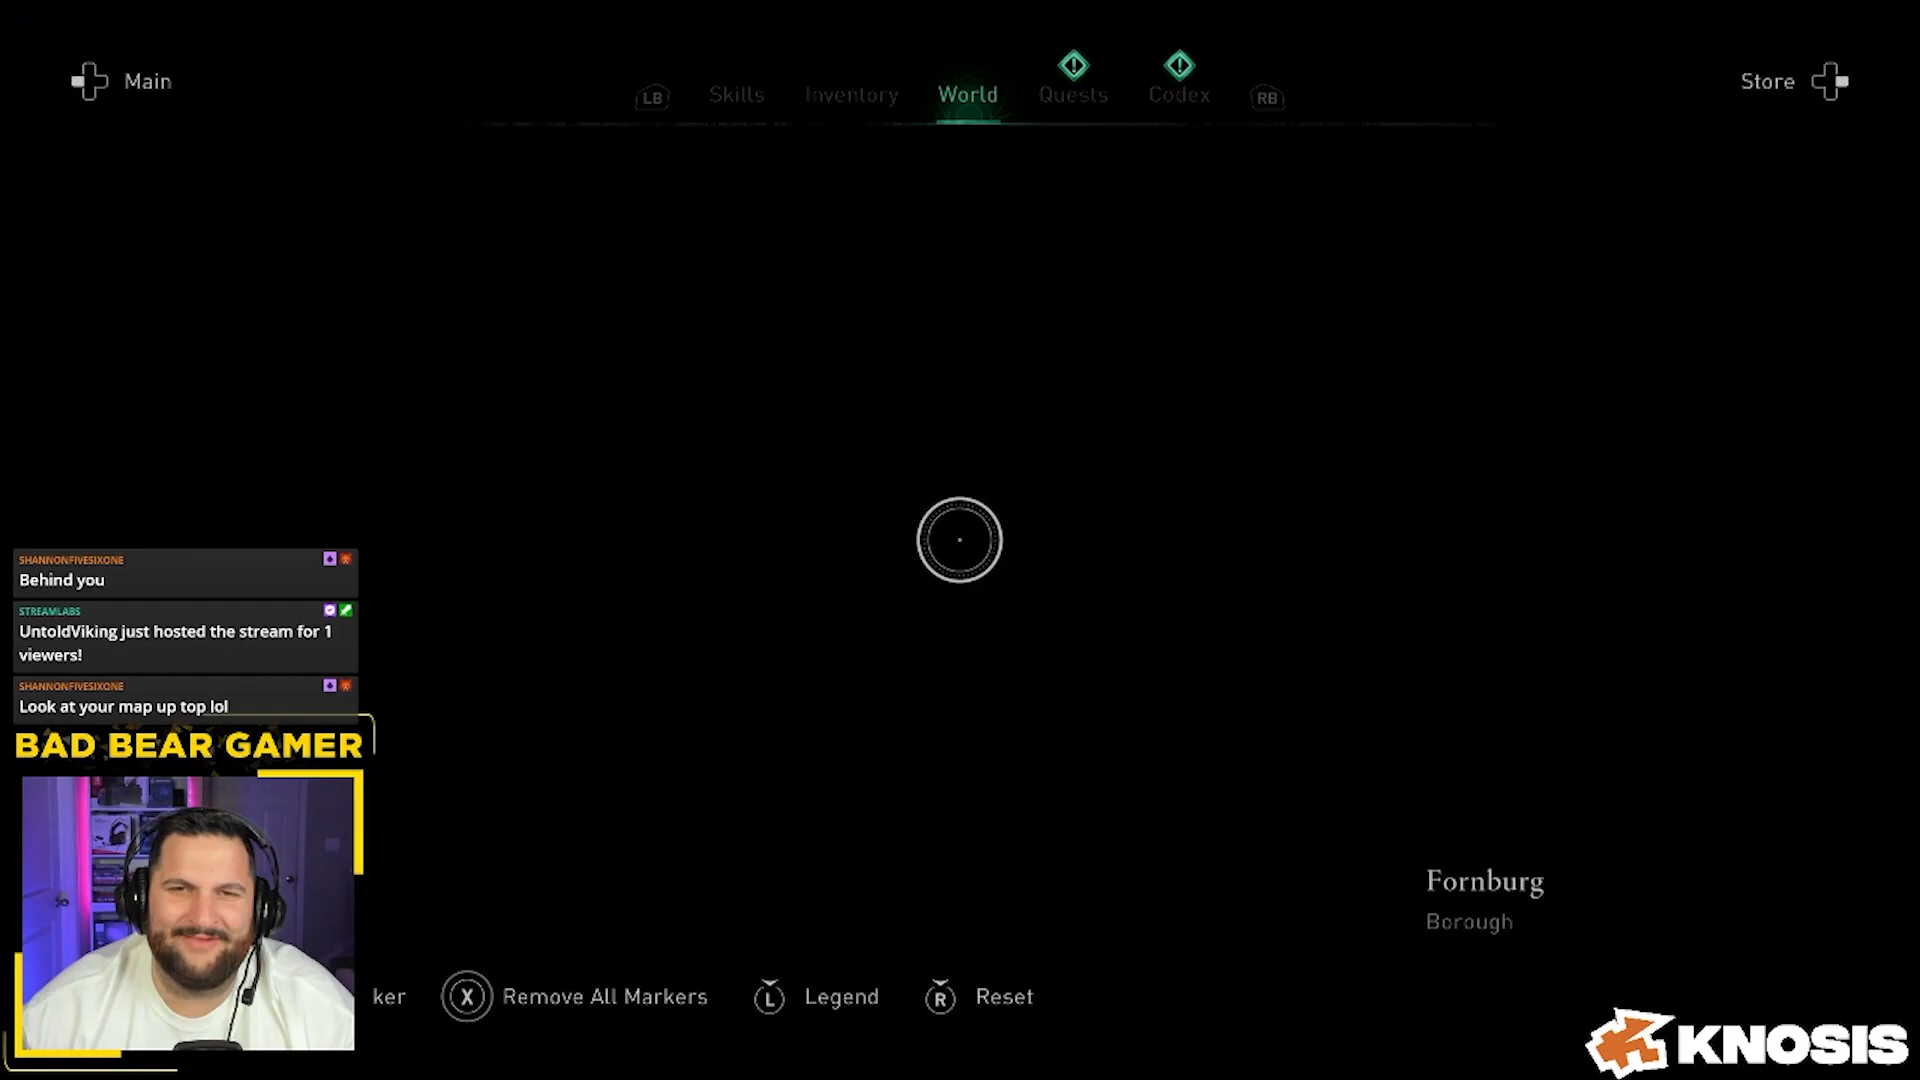 Main
LB
Skills
Inventory
World
Quests
Codex
RB
Store
SHANNONFIVESIXONE
Behind you
STREAMLABS
UntoldViking just hosted the stream for 1
viewers!
SHANNONFIVESIXONE
Look at your map up top lol
BAD BEAR GAMER
Fornburg
Borough
ker
X
Remove All Markers
L
Legend
R
Reset
KNOSIS